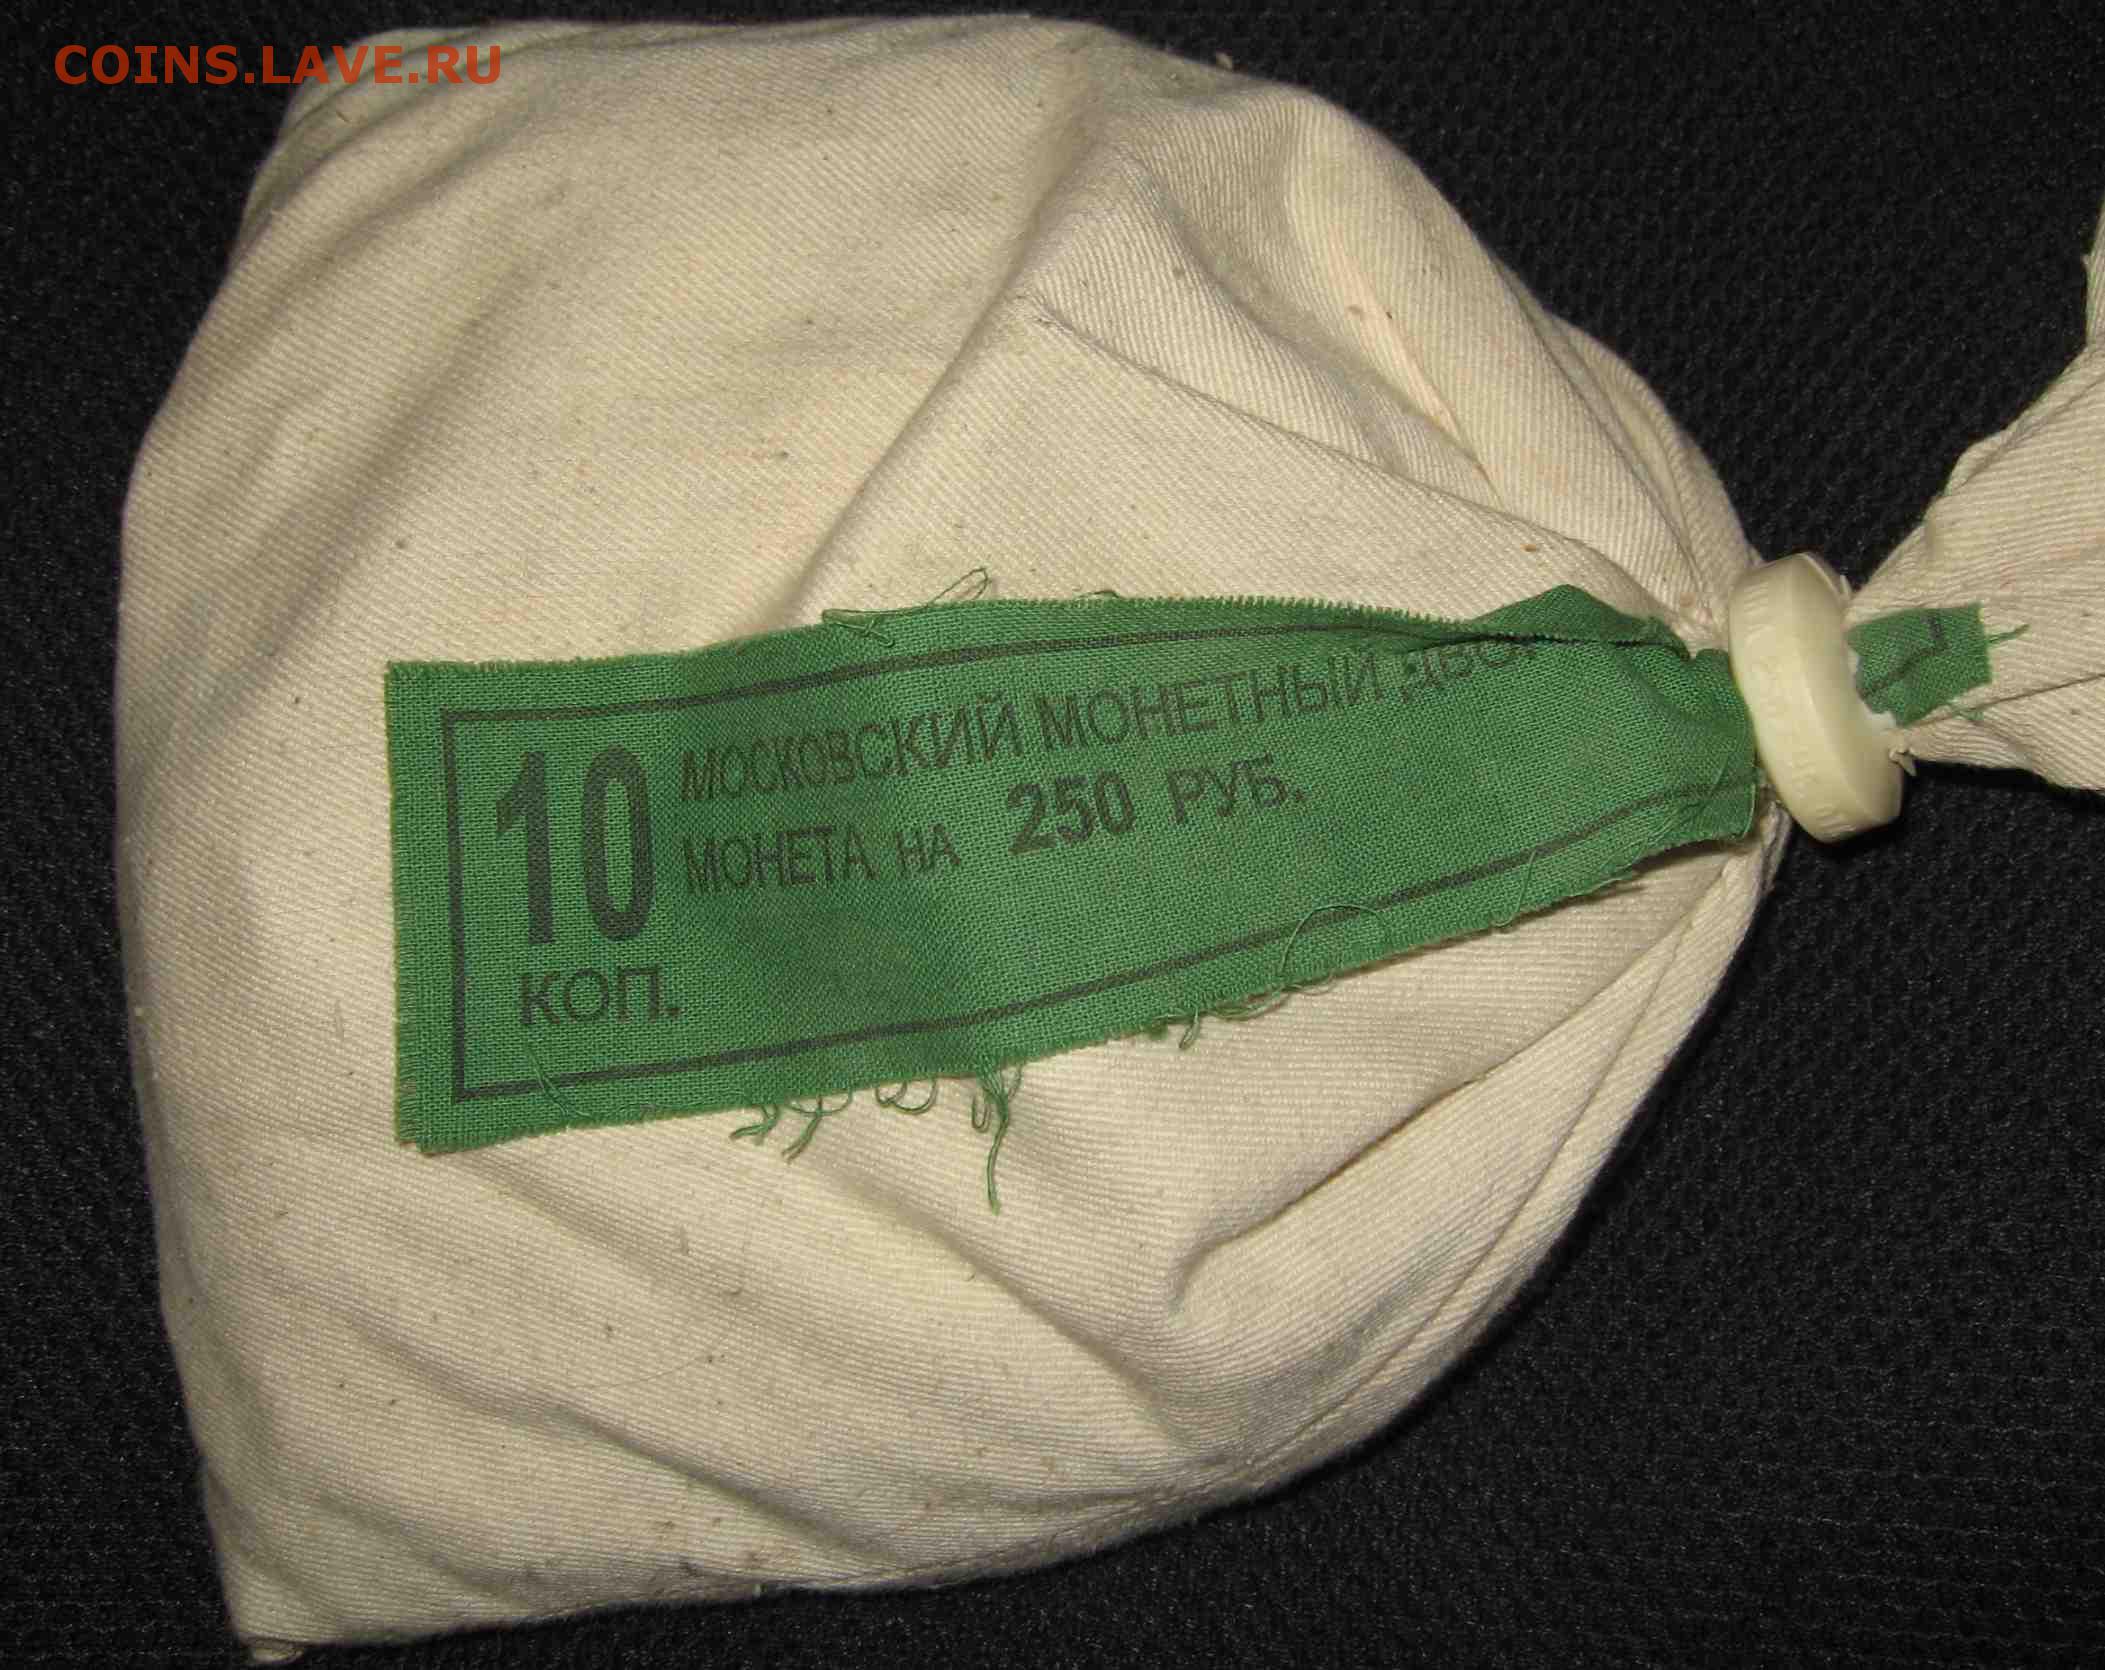 COINS.LAVE.RU
10
КОП.
МОСКОВСКИЙ МОНЕТНЫЙ
МОНЕТА НА 250 РУБ.